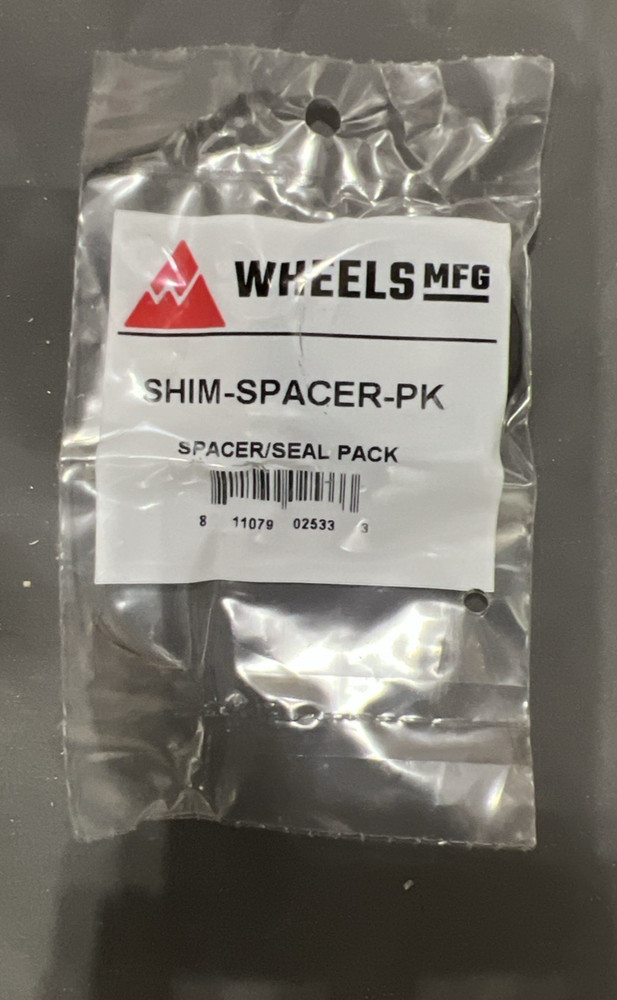 WHEELS MFG
SHIM-SPACER-PK
SPACER/SEAL PACK
8 11079 02533 3